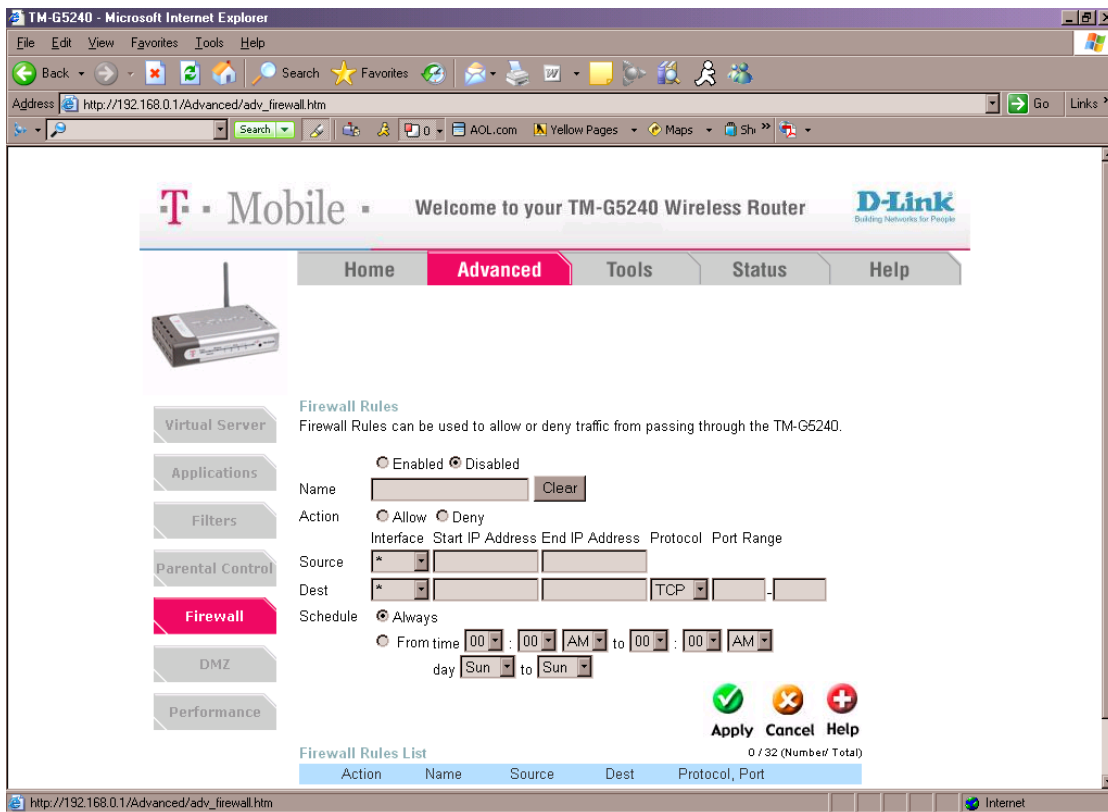 TM-G5240 - Microsoft Internet Explorer
File Edit View Favorites Tools Help
Back Search Favorites
Address http://192.168.0.1/Advanced/adv_firewall.htm Go Links
Search 0 AOL.com Yellow Pages Maps Sh
T · Mobile · Welcome to your TM-G5240 Wireless Router D-Link
Building Networks for People
Home Advanced Tools Status Help
Virtual Server
Applications
Filters
Parental Control
Firewall
DMZ
Performance
Firewall Rules
Firewall Rules can be used to allow or deny traffic from passing through the TM-G5240.
Enabled Disabled
Name Clear
Action Allow Deny
Interface Start IP Address End IP Address Protocol Port Range
Source *
Dest * TCP -
Schedule Always
From time 00 : 00 AM to 00 : 00 AM
day Sun to Sun
Apply Cancel Help
Firewall Rules List 0 / 32 (Number/ Total)
Action Name Source Dest Protocol, Port
http://192.168.0.1/Advanced/adv_firewall.htm Internet